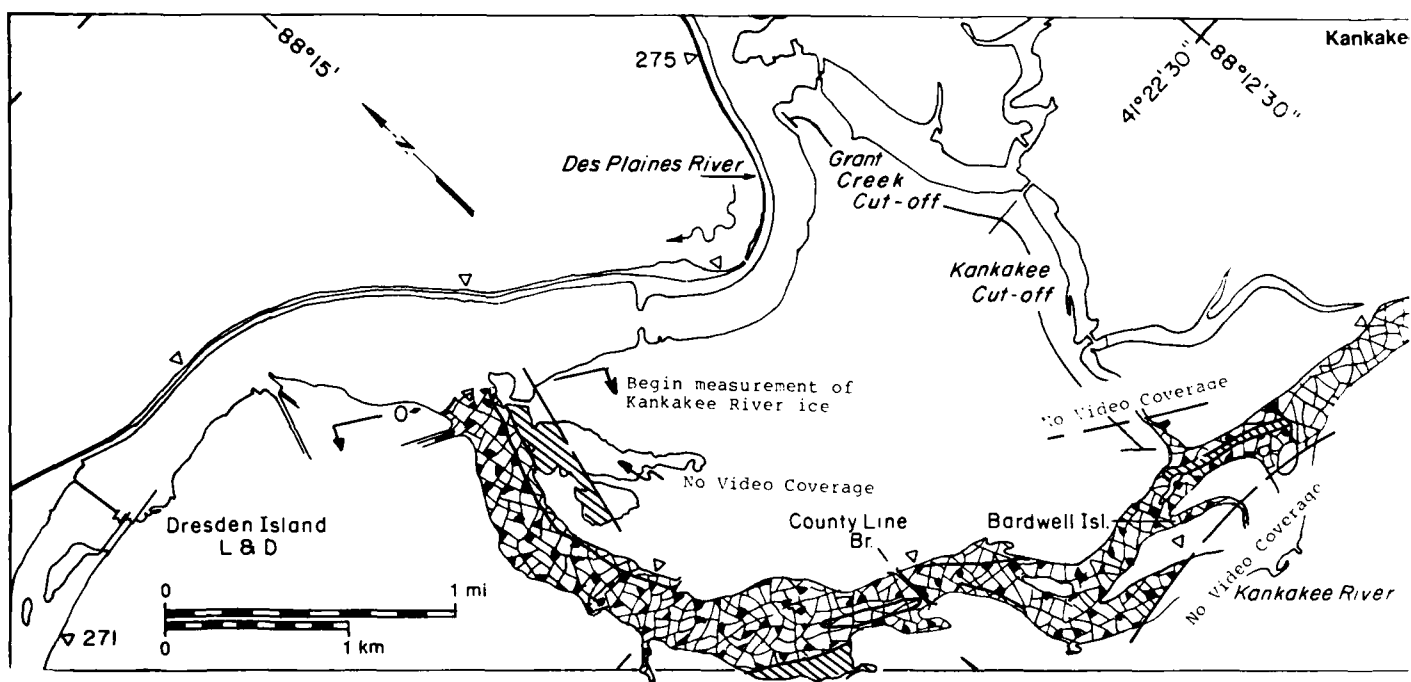 88°15'
275
Kankake
41°22'30"
88°12'30"
N
Des Plaines River
Grant
Creek
Cut-off
Kankakee
Cut-off
Begin measurement of
Kankakee River ice
0
No Video Coverage
No Video Coverage
Dresden Island
L & D
County Line
Br.
Bardwell Isl.
No Video Coverage
Kankakee River
0 1 mi
0 1 km
271